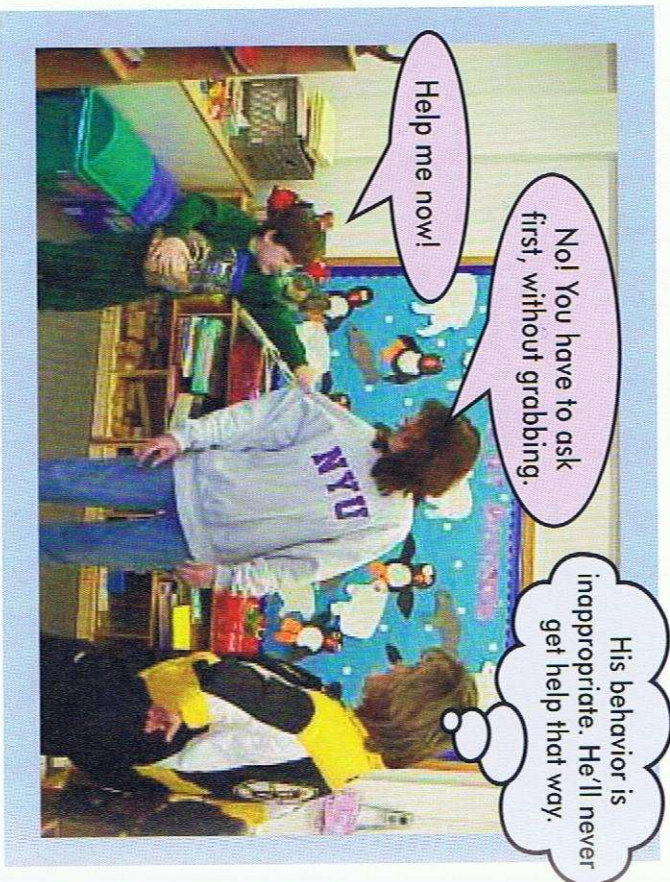 Help me now!
No! You have to ask
first, without grabbing.
His behavior is
inappropriate. He'll never
get help that way.
NYU